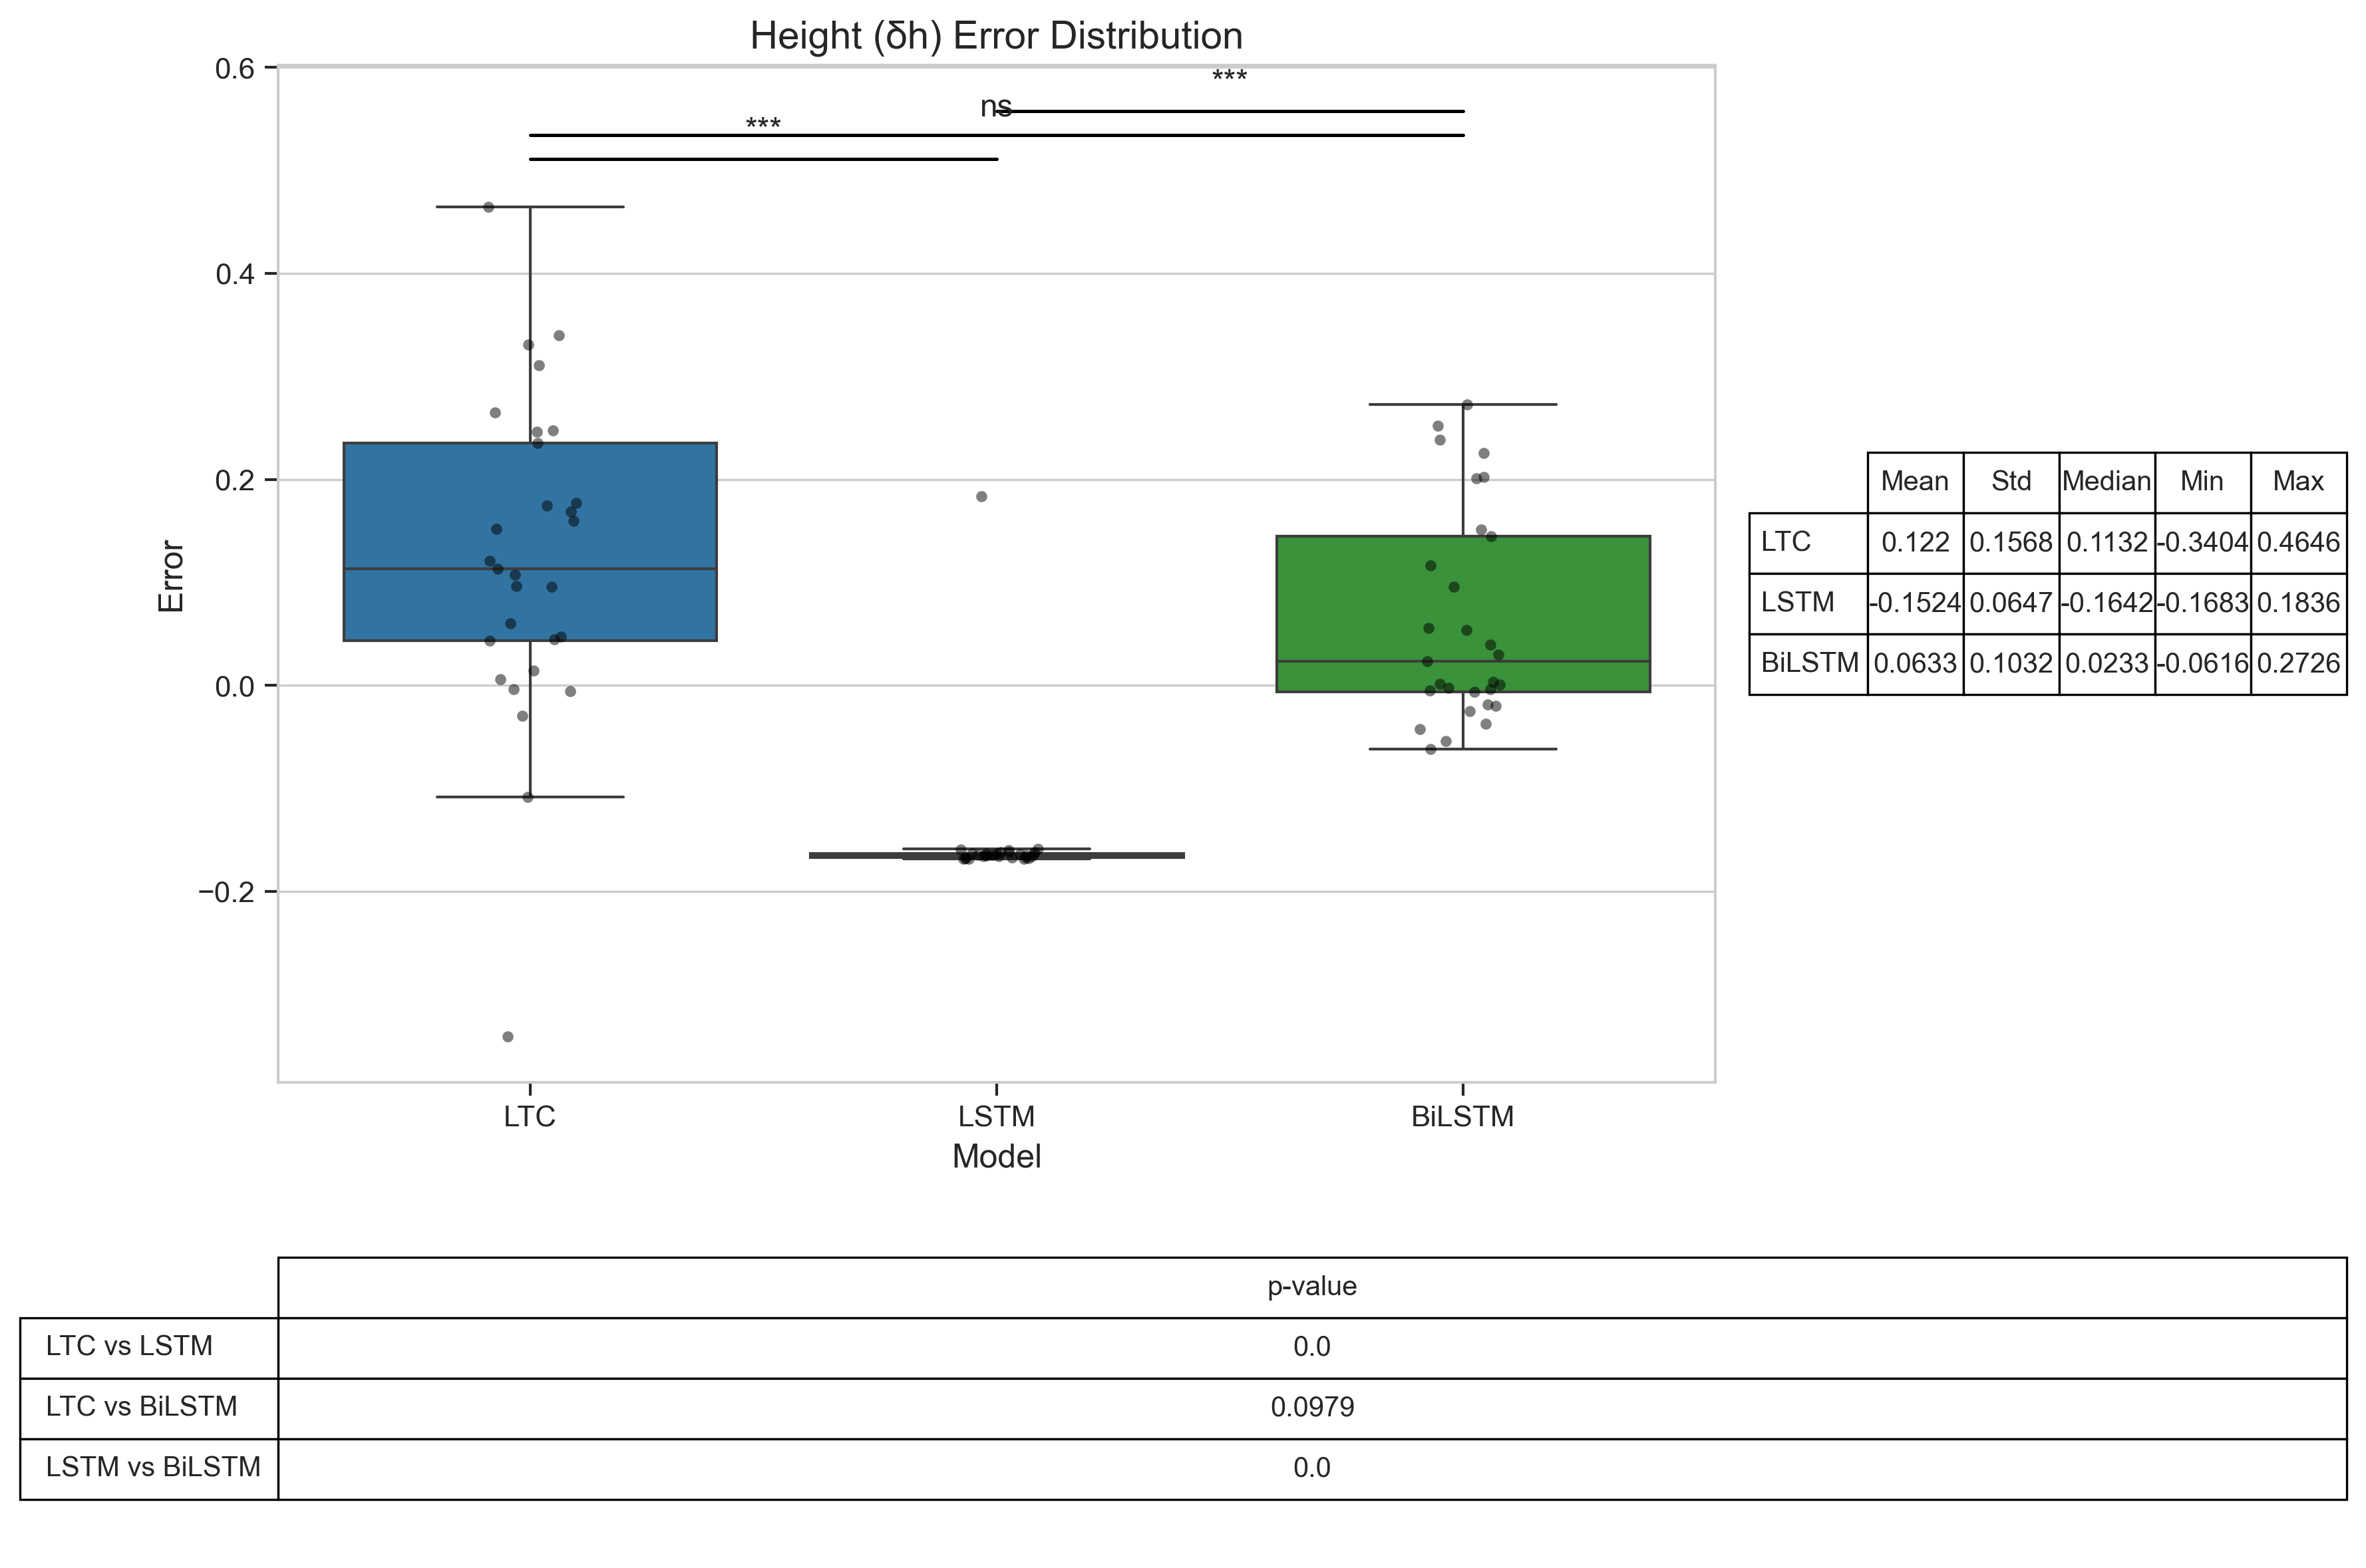 Height (δh) Error Distribution
0.6
0.4
0.2
0.0
−0.2
Error
***
ns
***
LTC
LSTM
BiLSTM
Model
Mean Std Median Min Max
LTC 0.122 0.1568 0.1132 -0.3404 0.4646
LSTM -0.1524 0.0647 -0.1642 -0.1683 0.1836
BiLSTM 0.0633 0.1032 0.0233 -0.0616 0.2726
p-value
LTC vs LSTM 0.0
LTC vs BiLSTM 0.0979
LSTM vs BiLSTM 0.0